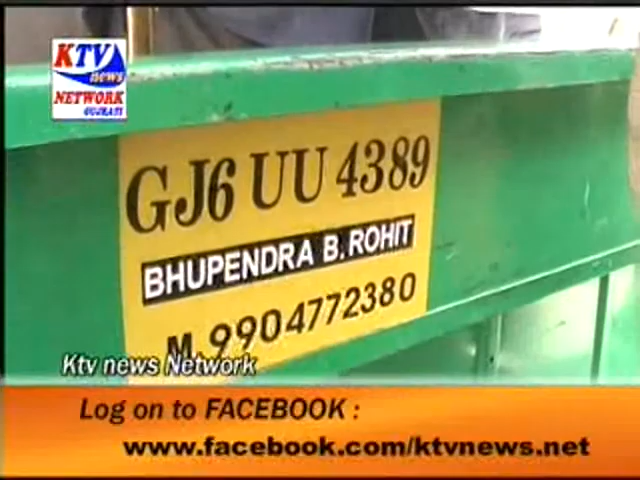 KTV
news
NETWORK
GUJRATI
GJ6 UU 4389
BHUPENDRA B. ROHIT
M. 9904772380
Ktv news Network
Log on to FACEBOOK :
www.facebook.com/ktvnews.net